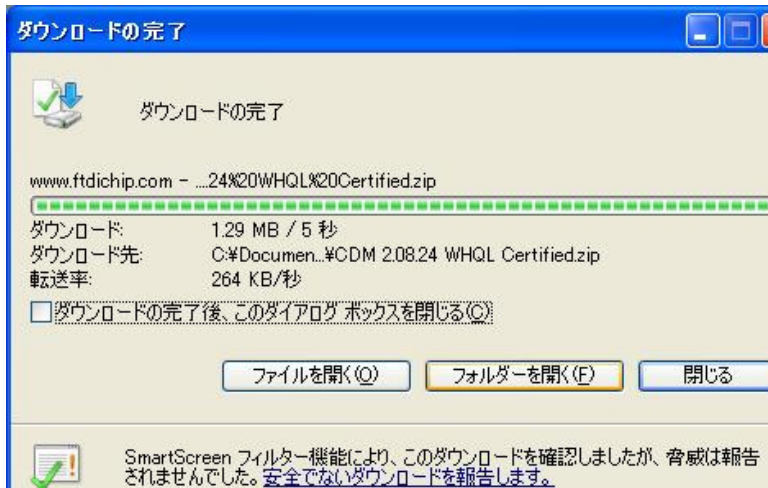 ダウンロードの完了
ダウンロードの完了
www.ftdichip.com - ...24%20WHQL%20Certified.zip
ダウンロード: 1.29 MB / 5 秒
ダウンロード先: C:¥Documen...¥CDM 2.08.24 WHQL Certified.zip
転送率: 264 KB/秒
ダウンロードの完了後、このダイアログ ボックスを閉じる(C)
ファイルを開く(O) フォルダーを開く(F) 閉じる
SmartScreen フィルター機能により、このダウンロードを確認しましたが、脅威は報告
されませんでした。安全でないダウンロードを報告します。